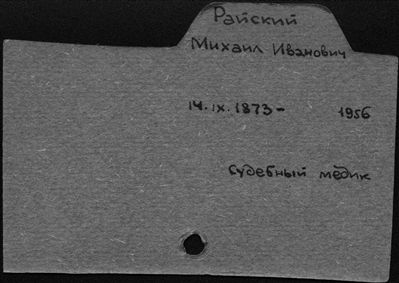 Райский
Михаил Иванович
14.IX.1873- 1956
Судебный медик